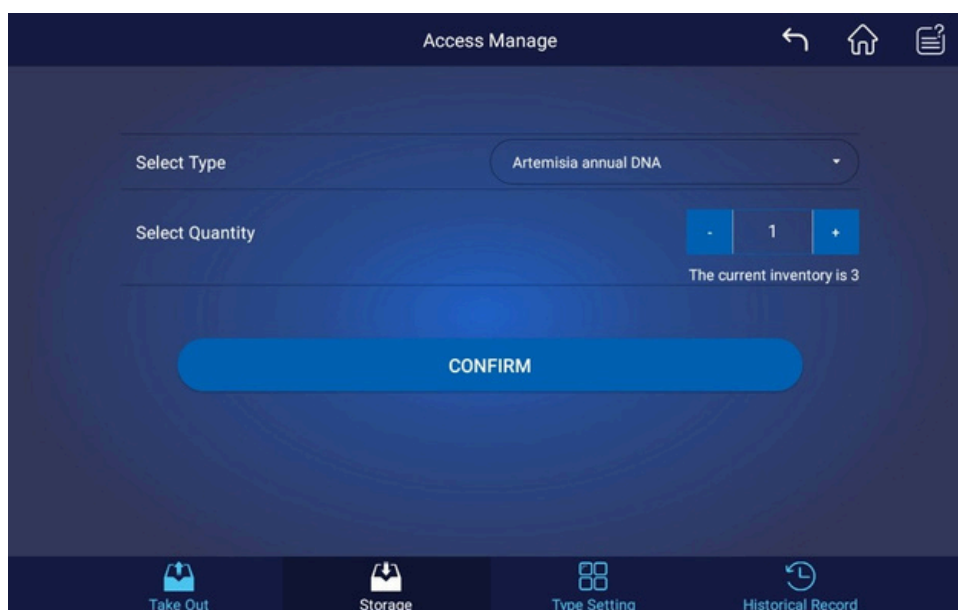 Access Manage
Select Type
Artemisia annual DNA
Select Quantity
- 1 +
The current inventory is 3
CONFIRM
Take Out Storage Type Setting Historical Record